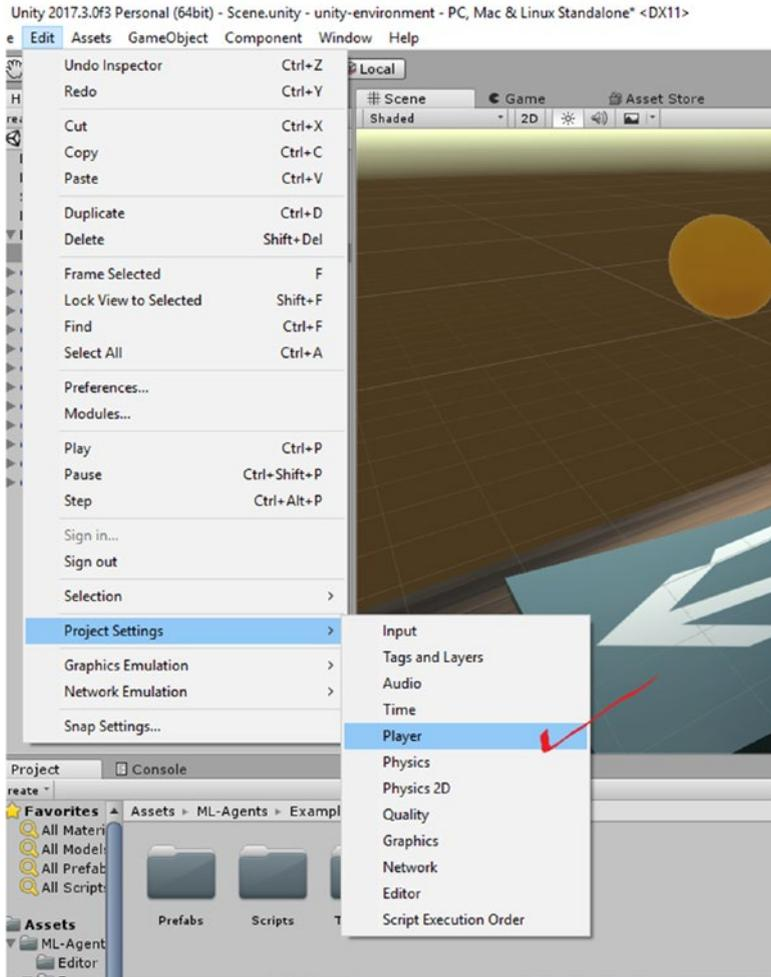 Unity 2017.3.0f3 Personal (64bit) - Scene.unity - unity-environment - PC, Mac & Linux Standalone* <DX11>
e Edit Assets GameObject Component Window Help
Local
Undo Inspector Ctrl+Z
Redo Ctrl+Y
Cut Ctrl+X
Copy Ctrl+C
Paste Ctrl+V
Duplicate Ctrl+D
Delete Shift+Del
Frame Selected F
Lock View to Selected Shift+F
Find Ctrl+F
Select All Ctrl+A
Preferences...
Modules...
Play Ctrl+P
Pause Ctrl+Shift+P
Step Ctrl+Alt+P
Sign in...
Sign out
Selection
Project Settings
Graphics Emulation
Network Emulation
Snap Settings...
# Scene Game Asset Store
Shaded 2D
Input
Tags and Layers
Audio
Time
Player
Physics
Physics 2D
Quality
Graphics
Network
Editor
Script Execution Order
Project Console
reate
Favorites
All Materi
All Model
All Prefab
All Script
Assets
ML-Agent
Editor
Assets ML-Agents Exampl
Prefabs Scripts T